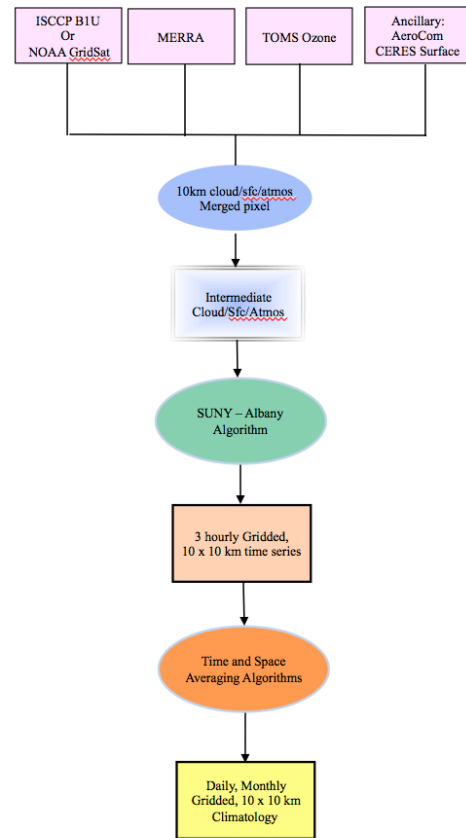 ISCCP B1U
Or
NOAA GridSat
MERRA
TOMS Ozone
Ancillary:
AeroCom
CERES Surface
10km cloud/sfc/atmos
Merged pixel
Intermediate
Cloud/Sfc/Atmos
SUNY – Albany
Algorithm
3 hourly Gridded,
10 x 10 km time series
Time and Space
Averaging Algorithms
Daily, Monthly
Gridded, 10 x 10 km
Climatology